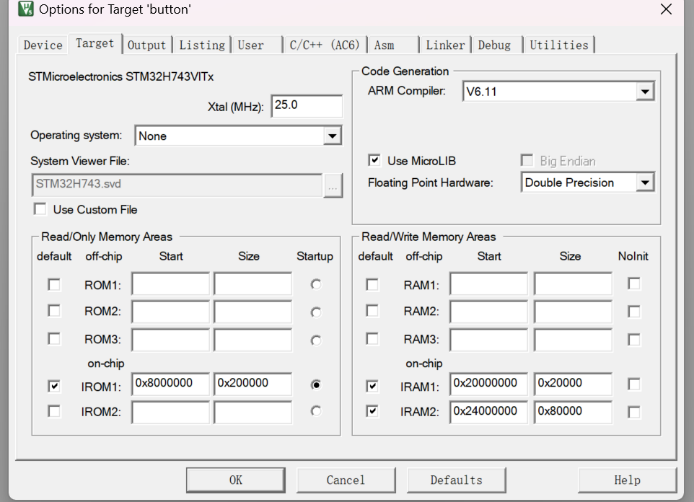 Options for Target 'button'
Device Target Output Listing User C/C++ (AC6) Asm Linker Debug Utilities
STMicroelectronics STM32H743VITx
Xtal (MHz): 25.0
Operating system: None
System Viewer File:
STM32H743.svd ...
Use Custom File
Code Generation
ARM Compiler: V6.11
Use MicroLIB Big Endian
Floating Point Hardware: Double Precision
Read/Only Memory Areas
default off-chip Start Size Startup
ROM1:
ROM2:
ROM3:
on-chip
IROM1: 0x8000000 0x200000
IROM2:
Read/Write Memory Areas
default off-chip Start Size NoInit
RAM1:
RAM2:
RAM3:
on-chip
IRAM1: 0x20000000 0x20000
IRAM2: 0x24000000 0x80000
OK Cancel Defaults Help